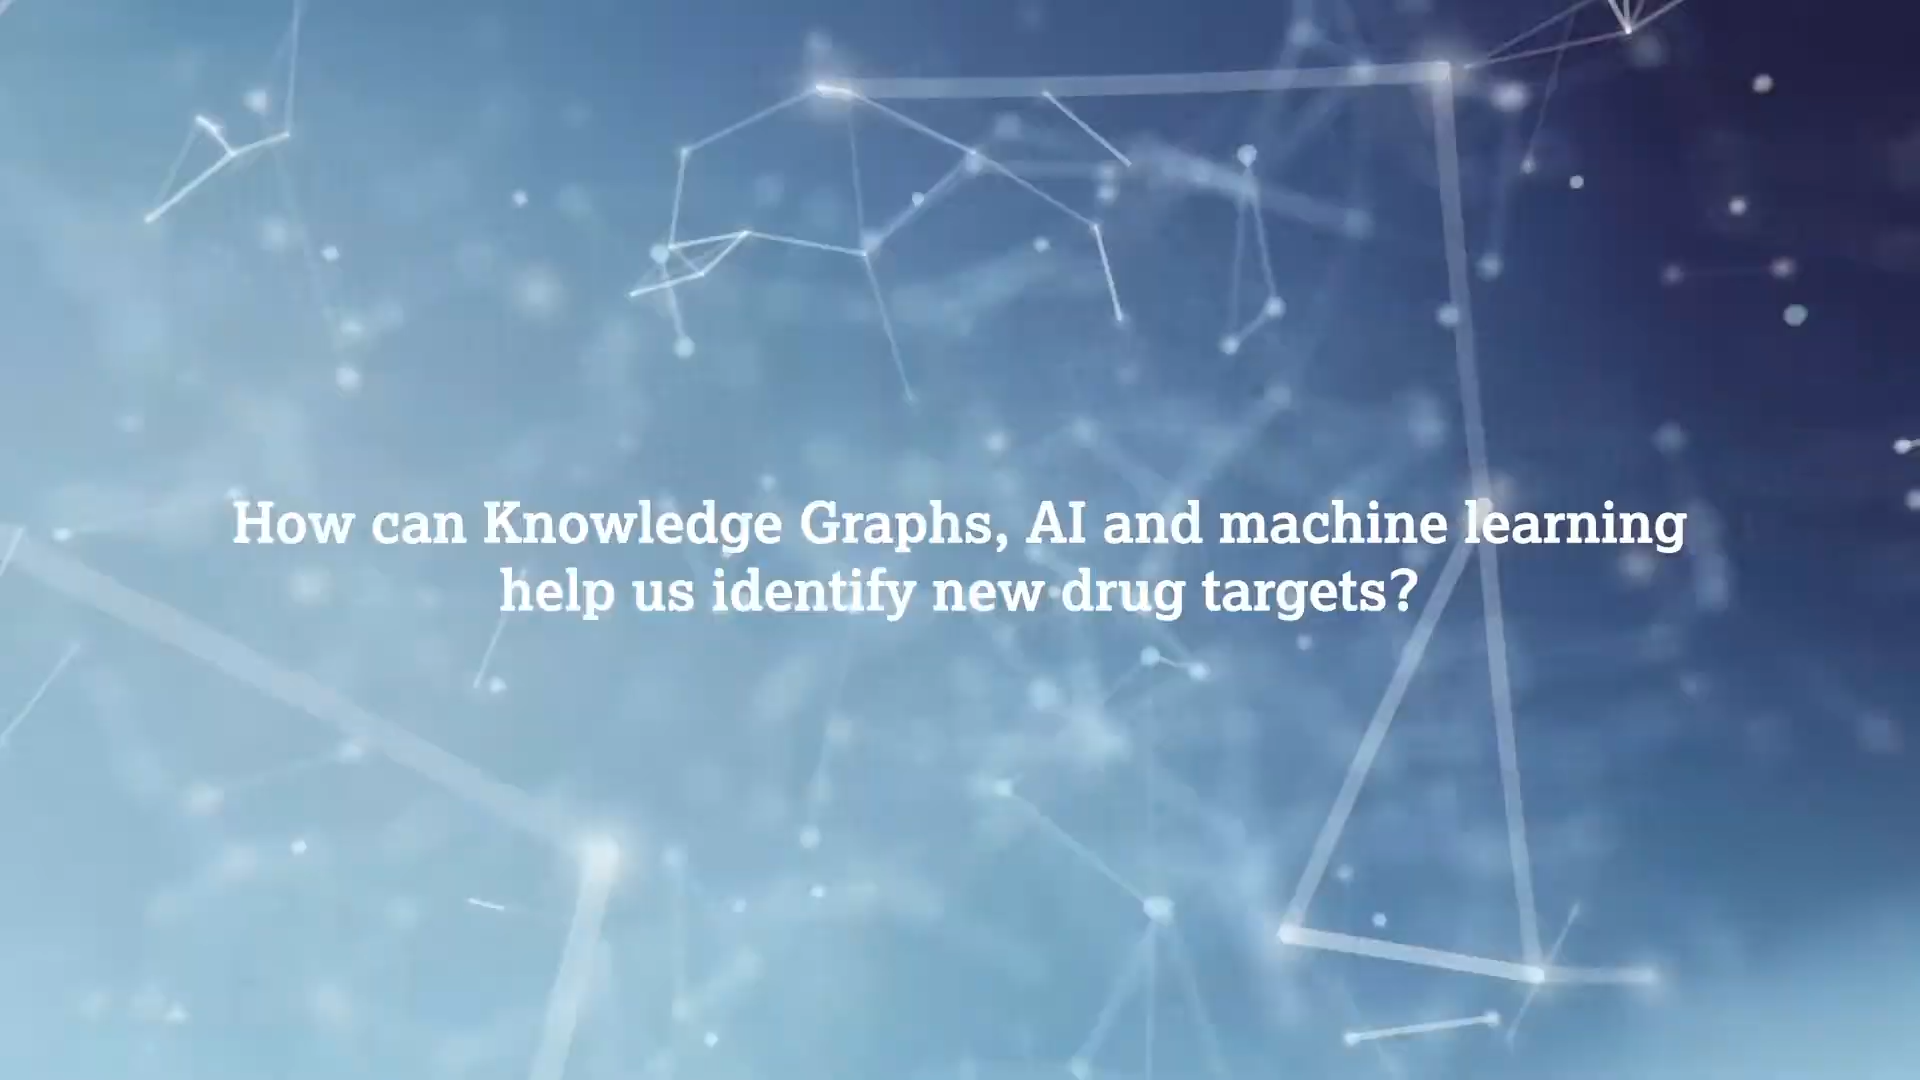 How can Knowledge Graphs, AI and machine learning
help us identify new drug targets?